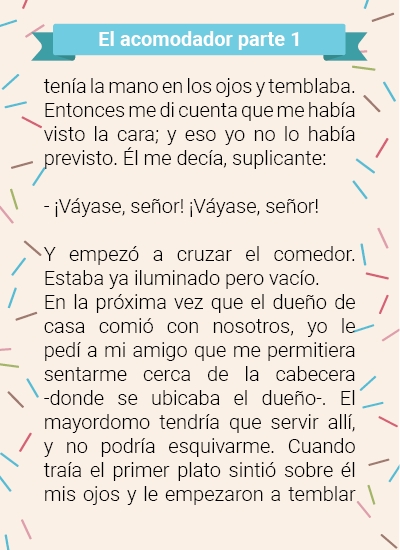 El acomodador parte 1
tenía la mano en los ojos y temblaba.
Entonces me di cuenta que me había
visto la cara; y eso yo no lo había
previsto. Él me decía, suplicante:
- ¡Váyase, señor! ¡Váyase, señor!
Y empezó a cruzar el comedor.
Estaba ya iluminado pero vacío.
En la próxima vez que el dueño de
casa comió con nosotros, yo le
pedí a mi amigo que me permitiera
sentarme cerca de la cabecera
-donde se ubicaba el dueño-. El
mayordomo tendría que servir allí,
y no podría esquivarme. Cuando
traía el primer plato sintió sobre él
mis ojos y le empezaron a temblar